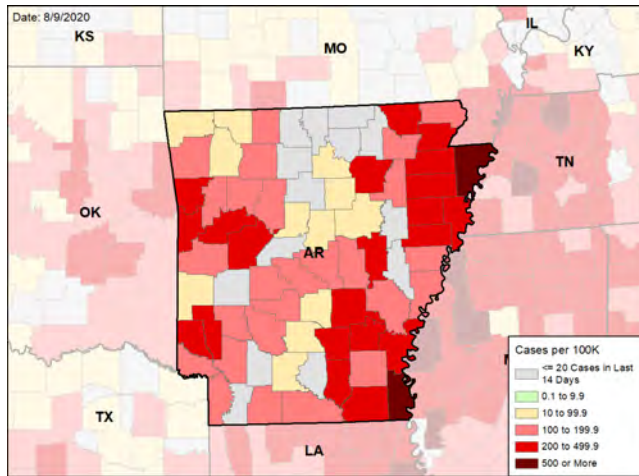 Date: 8/9/2020
KS
MO
IL
KY
OK
AR
TN
TX
LA
Cases per 100K
<= 20 Cases in Last
14 Days
0.1 to 9.9
10 to 99.9
100 to 199.9
200 to 499.9
500 or More